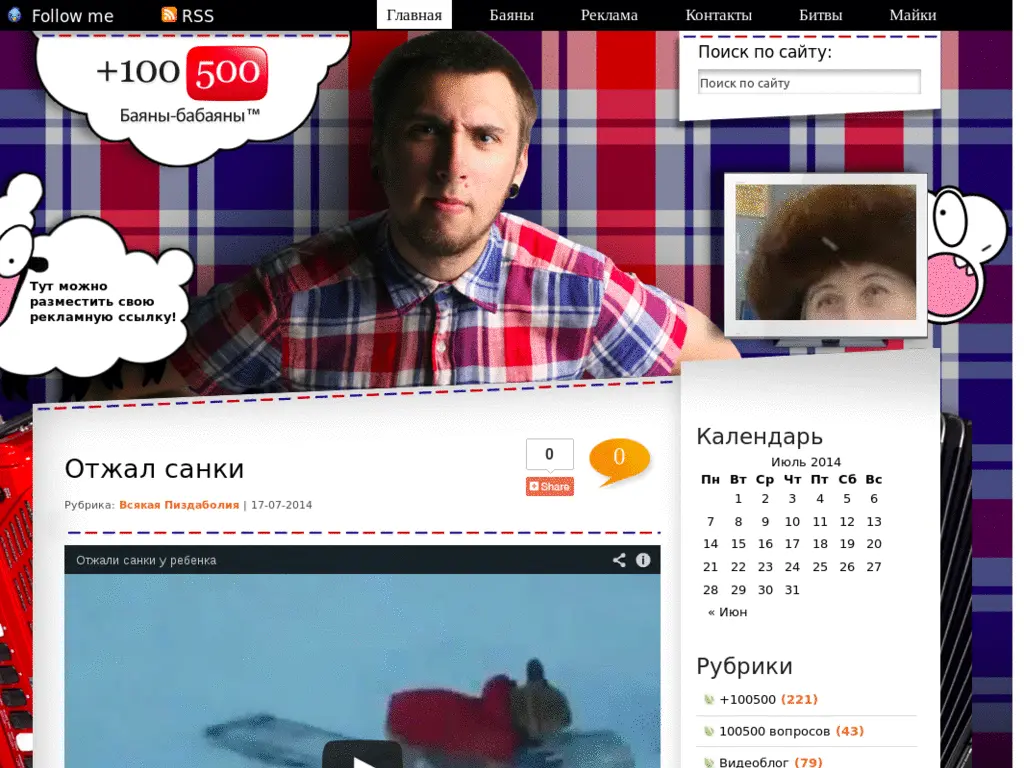 Follow me
RSS
Главная
Баяны
Реклама
Контакты
Битвы
Майки
+100 500
Баяны-бабаяны™
Поиск по сайту:
Поиск по сайту
Тут можно
разместить свою
рекламную ссылку!
Отжал санки
0
Share
0
Рубрика: Всякая Пиздаболия | 17-07-2014
Отжали санки у ребенка
Календарь
Июль 2014
Пн Вт Ср Чт Пт Сб Вс
1 2 3 4 5 6
7 8 9 10 11 12 13
14 15 16 17 18 19 20
21 22 23 24 25 26 27
28 29 30 31
« Июн
Рубрики
+100500 (221)
100500 вопросов (43)
Видеоблог (79)